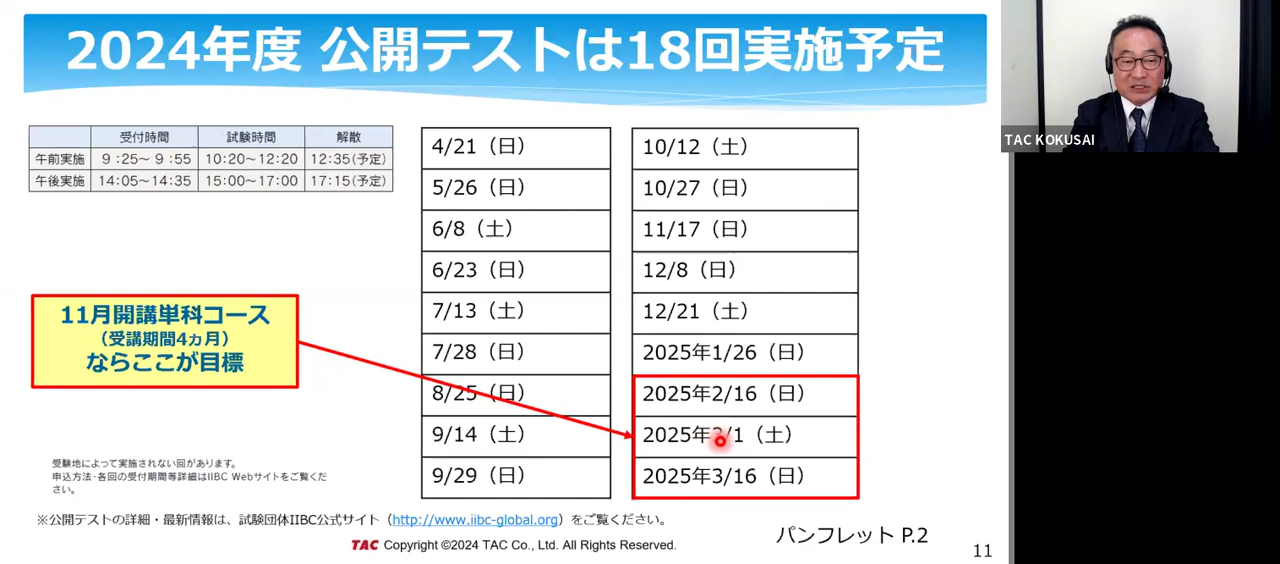 2024年度 公開テストは18回実施予定
TAC KOKUSAI
受付時間 試験時間 解散
午前実施 9:25～9:55 10:20～12:20 12:35(予定)
午後実施 14:05～14:35 15:00～17:00 17:15(予定)
4/21（日）
5/26（日）
6/8（土）
6/23（日）
7/13（土）
7/28（日）
8/25（日）
9/14（土）
9/29（日）
10/12（土）
10/27（日）
11/17（日）
12/8（日）
12/21（土）
2025年1/26（日）
2025年2/16（日）
2025年3/1（土）
2025年3/16（日）
11月開講単科コース
（受講期間4ヵ月）
ならここが目標
受験地によって実施されない回があります。
申込方法･各回の受付期間等詳細はIIBC Webサイトをご覧くだ
さい。
※公開テストの詳細・最新情報は、試験団体IIBC公式サイト（http://www.iibc-global.org）をご覧ください。
パンフレット P.2
TAC Copyright ©2024 TAC Co., Ltd. All Rights Reserved.
11